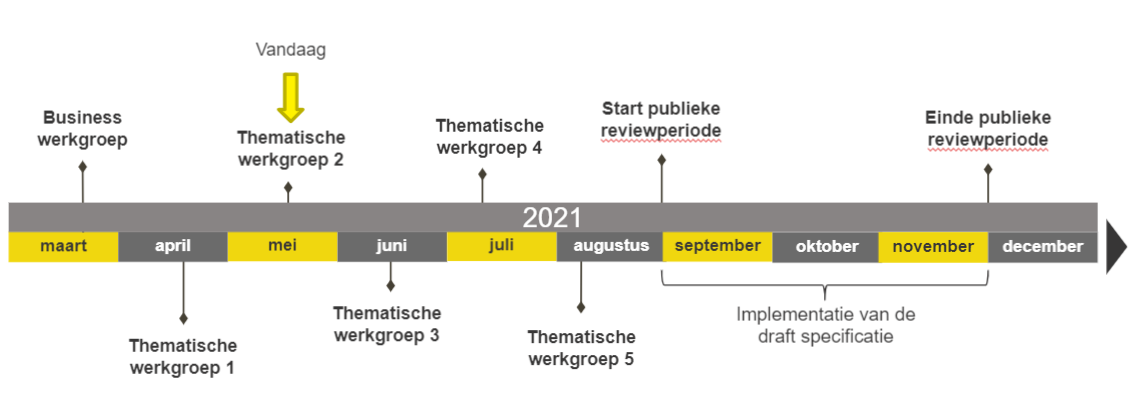 Vandaag
Business
werkgroep
Thematische
werkgroep 2
Thematische
werkgroep 4
Start publieke
reviewperiode
Einde publieke
reviewperiode
2021
maart april mei juni juli augustus september oktober november december
Thematische
werkgroep 1
Thematische
werkgroep 3
Thematische
werkgroep 5
Implementatie van de
draft specificatie